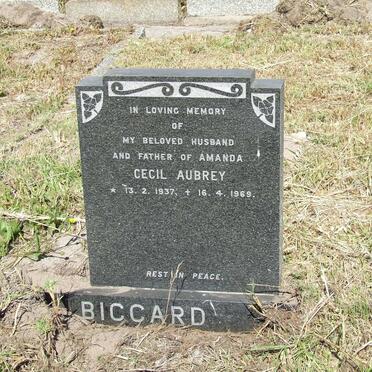 IN LOVING MEMORY
OF
MY BELOVED HUSBAND
AND FATHER OF AMANDA
CECIL AUBREY
* 13. 2. 1937. + 16. 4. 1969.
REST IN PEACE.
BICCARD